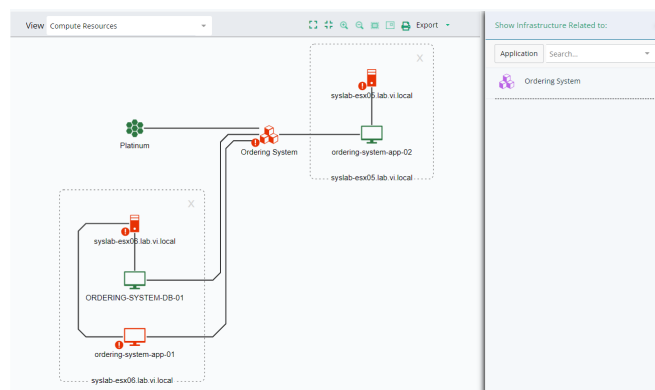 View Compute Resources Export
Show Infrastructure Related to:
Application Search...
Ordering System
X
syslab-esx05.lab.vi.local
Platinum
Ordering System
ordering-system-app-02
syslab-esx05.lab.vi.local
X
syslab-esx06.lab.vi.local
ORDERING-SYSTEM-DB-01
ordering-system-app-01
syslab-esx06.lab.vi.local